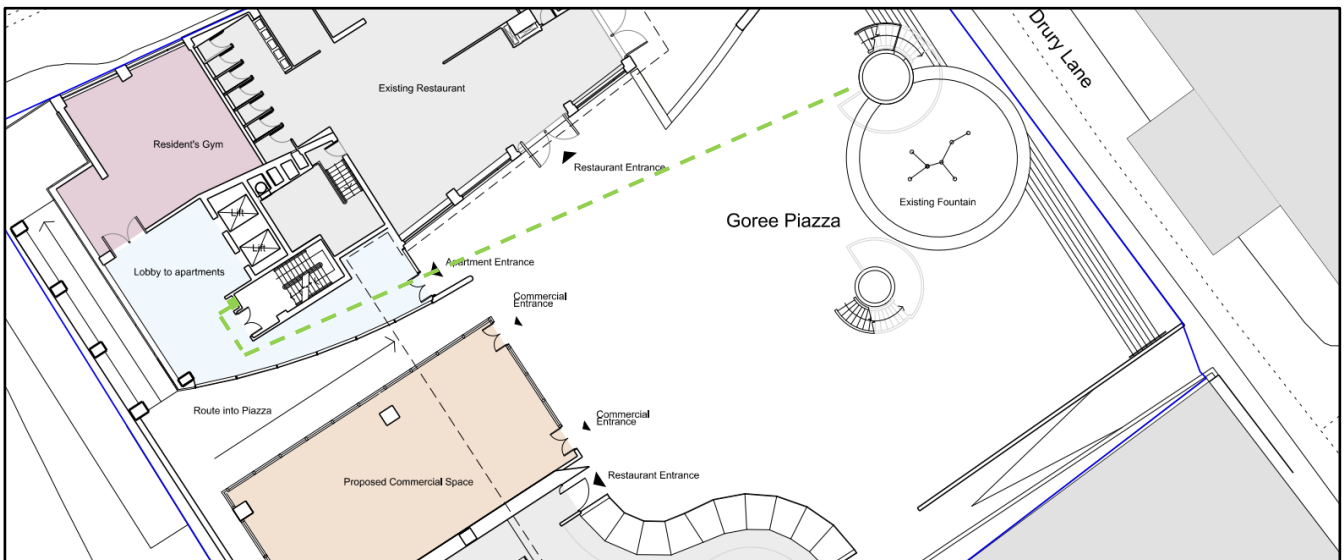 Drury Lane
Existing Restaurant
Resident's Gym
Restaurant Entrance
Existing Fountain
Lift
Goree Piazza
Lift
Lobby to apartments
Apartment Entrance
Commercial
Entrance
Route into Piazza
Commercial
Entrance
Restaurant Entrance
Proposed Commercial Space